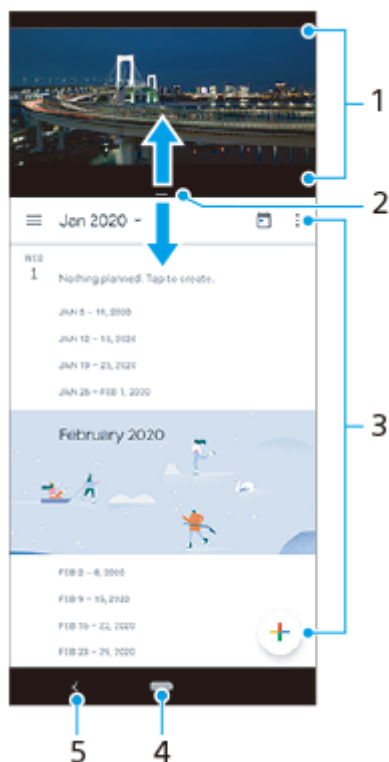 1
2
Jan 2020
WED
1
Nothing planned. Tap to create.
JAN 5 – 11, 2020
JAN 12 – 18, 2020
JAN 19 – 25, 2020
JAN 26 – FEB 1, 2020
3
February 2020
FEB 2 – 8, 2020
FEB 9 – 15, 2020
FEB 16 – 22, 2020
FEB 23 – 29, 2020
5
4